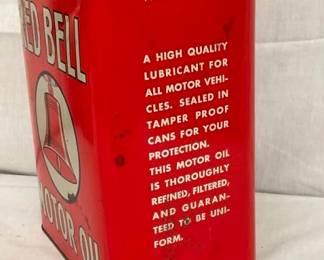 RED BELL
MOTOR OIL
A HIGH QUALITY
LUBRICANT FOR
ALL MOTOR VEHI-
CLES. SEALED IN
TAMPER PROOF
CANS FOR YOUR
PROTECTION.
THIS MOTOR OIL
IS THOROUGHLY
REFINED, FILTERED,
AND GUARAN-
TEED TO BE UNI-
FORM.